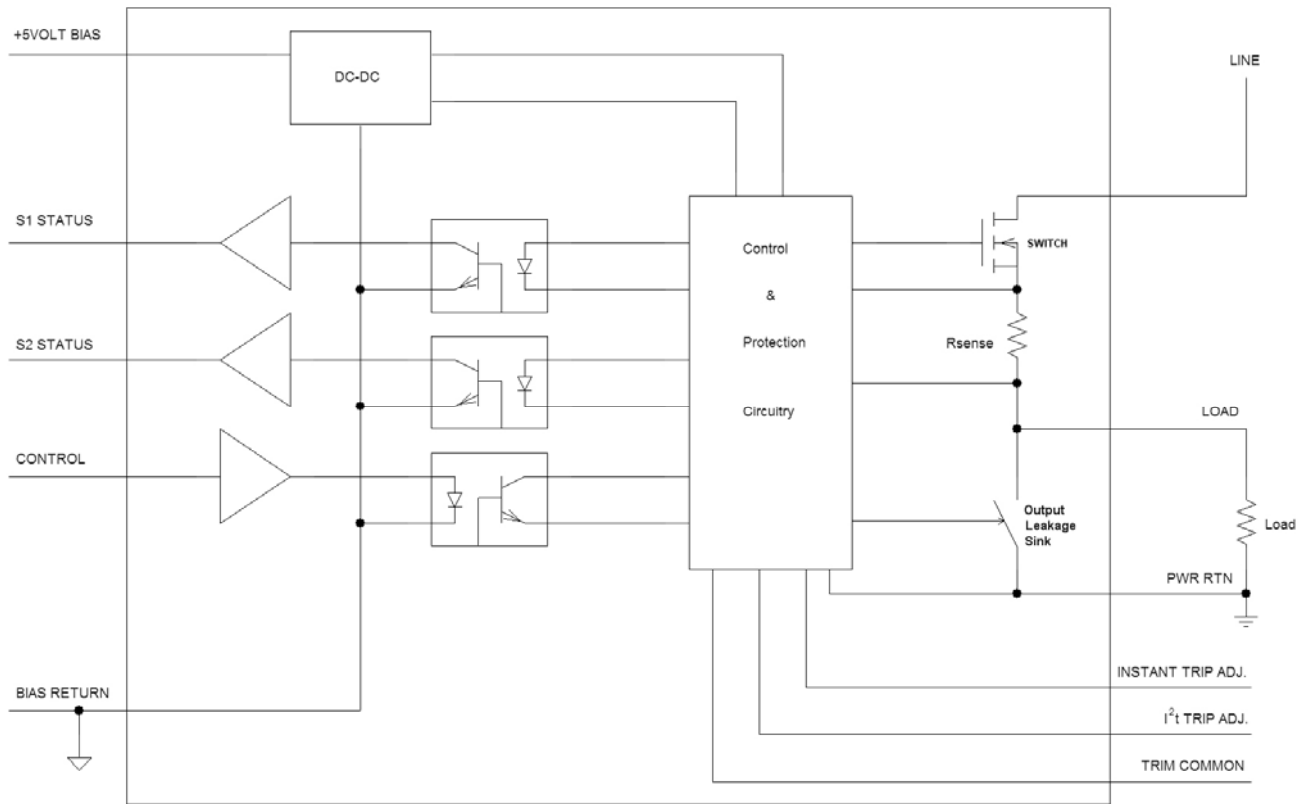 +5VOLT BIAS
DC-DC
LINE
S1 STATUS
Control
&
Protection
Circuitry
SWITCH
S2 STATUS
Rsense
LOAD
CONTROL
Output
Leakage
Sink
Load
PWR RTN
BIAS RETURN
INSTANT TRIP ADJ.
I²t TRIP ADJ.
TRIM COMMON